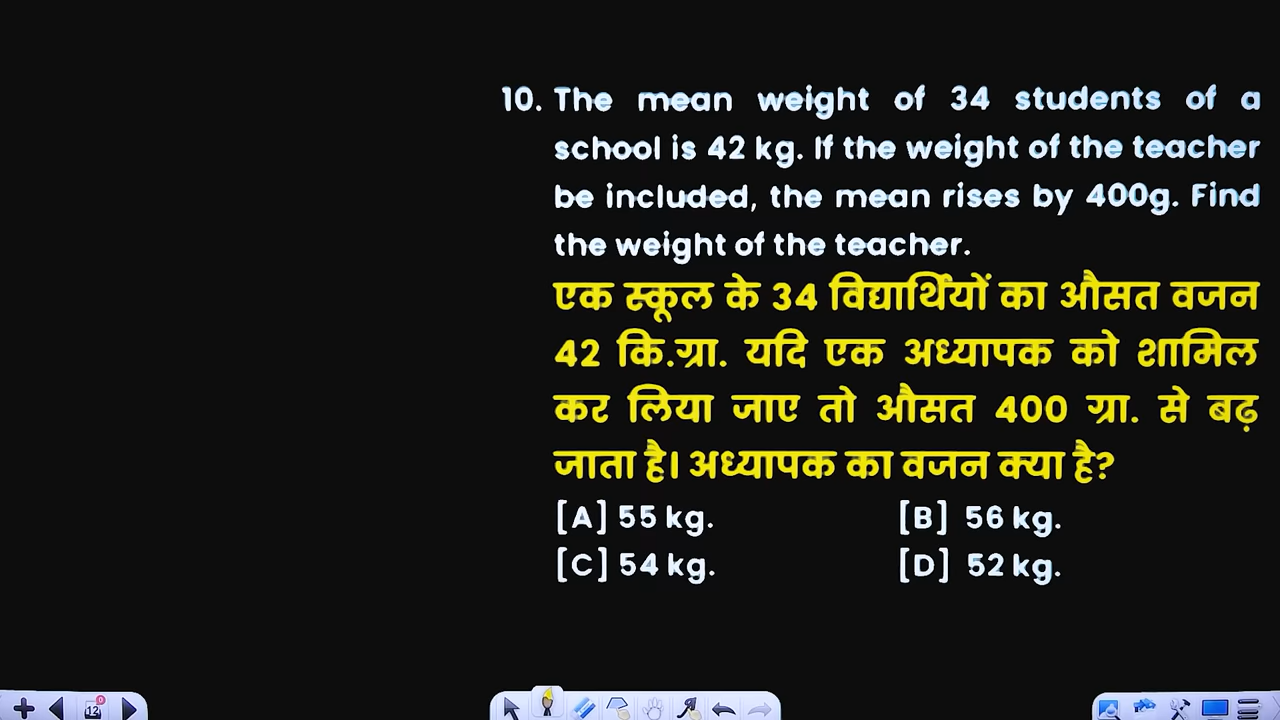 10. The mean weight of 34 students of a
school is 42 kg. If the weight of the teacher
be included, the mean rises by 400g. Find
the weight of the teacher.
एक स्कूल के 34 विद्यार्थियों का औसत वजन
42 कि.ग्रा. यदि एक अध्यापक को शामिल
कर लिया जाए तो औसत 400 ग्रा. से बढ़
जाता है। अध्यापक का वजन क्या है?
[A] 55 kg. [B] 56 kg.
[C] 54 kg. [D] 52 kg.
12 0